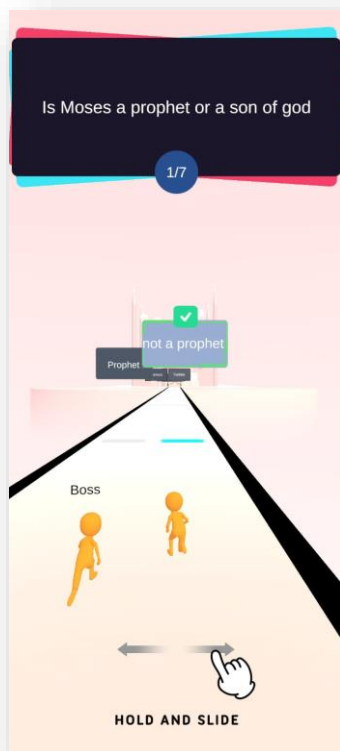 Is Moses a prophet or a son of god
1/7
not a prophet
Prophet
Boss
HOLD AND SLIDE